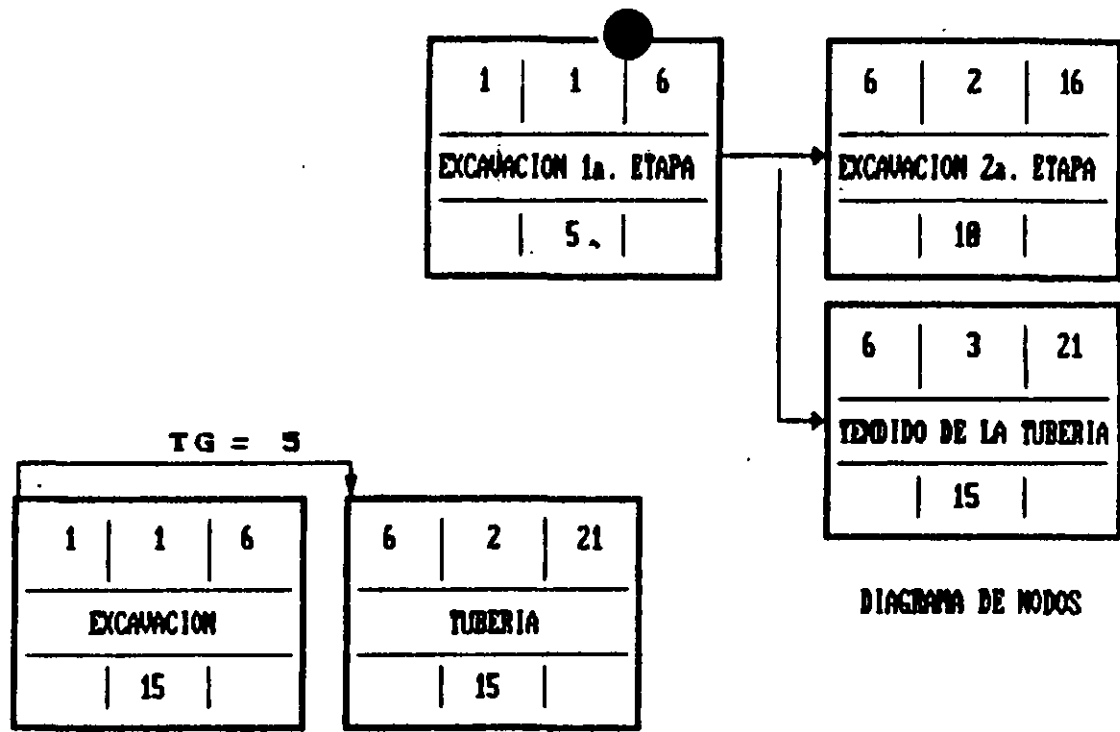 1 1 6
EXCAVACION 1a. ETAPA
5
6 2 16
EXCAVACION 2a. ETAPA
10
6 3 21
TENDIDO DE LA TUBERIA
15
DIAGRAMA DE NODOS
TG = 5
1 1 6
EXCAVACION
15
6 2 21
TUBERIA
15